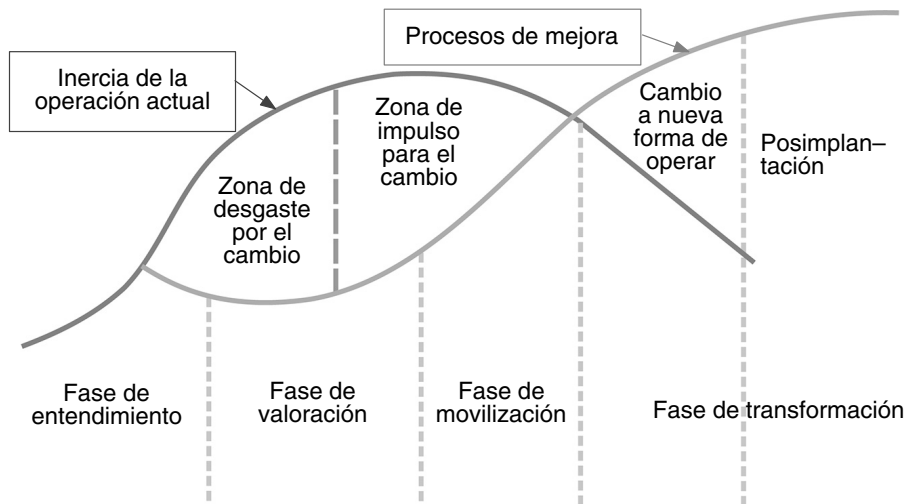 Procesos de mejora
Inercia de la
operación actual
Zona de
desgaste
por el
cambio
Zona de
impulso
para el
cambio
Cambio
a nueva
forma de
operar
Posimplan–
tación
Fase de
entendimiento
Fase de
valoración
Fase de
movilización
Fase de transformación